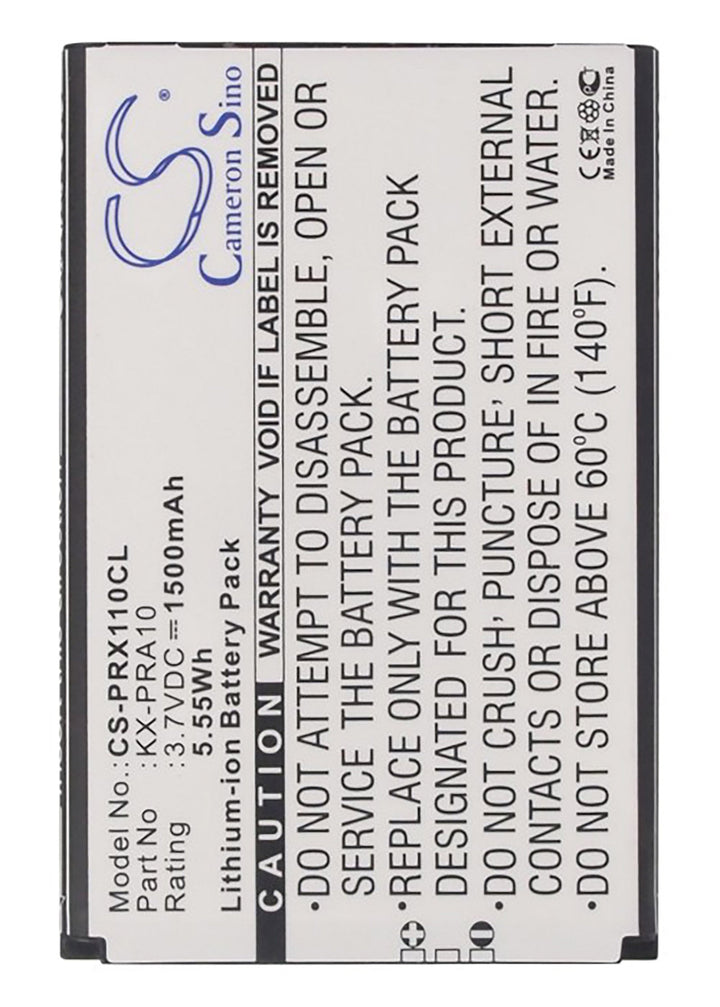 CS®
Cameron Sino
Model No.: CS-PRX110CL
Part No : KX-PRA10
Rating : 3.7VDC⎓1500mAh
5.55Wh
Lithium-ion Battery Pack
CAUTION WARRANTY VOID IF LABEL IS REMOVED
•DO NOT ATTEMPT TO DISASSEMBLE, OPEN OR
SERVICE THE BATTERY PACK.
•REPLACE ONLY WITH THE BATTERY PACK
DESIGNATED FOR THIS PRODUCT.
•DO NOT CRUSH, PUNCTURE, SHORT EXTERNAL
CONTACTS OR DISPOSE OF IN FIRE OR WATER.
•DO NOT STORE ABOVE 60°C (140°F).
CE PCT
Made In China
+ −